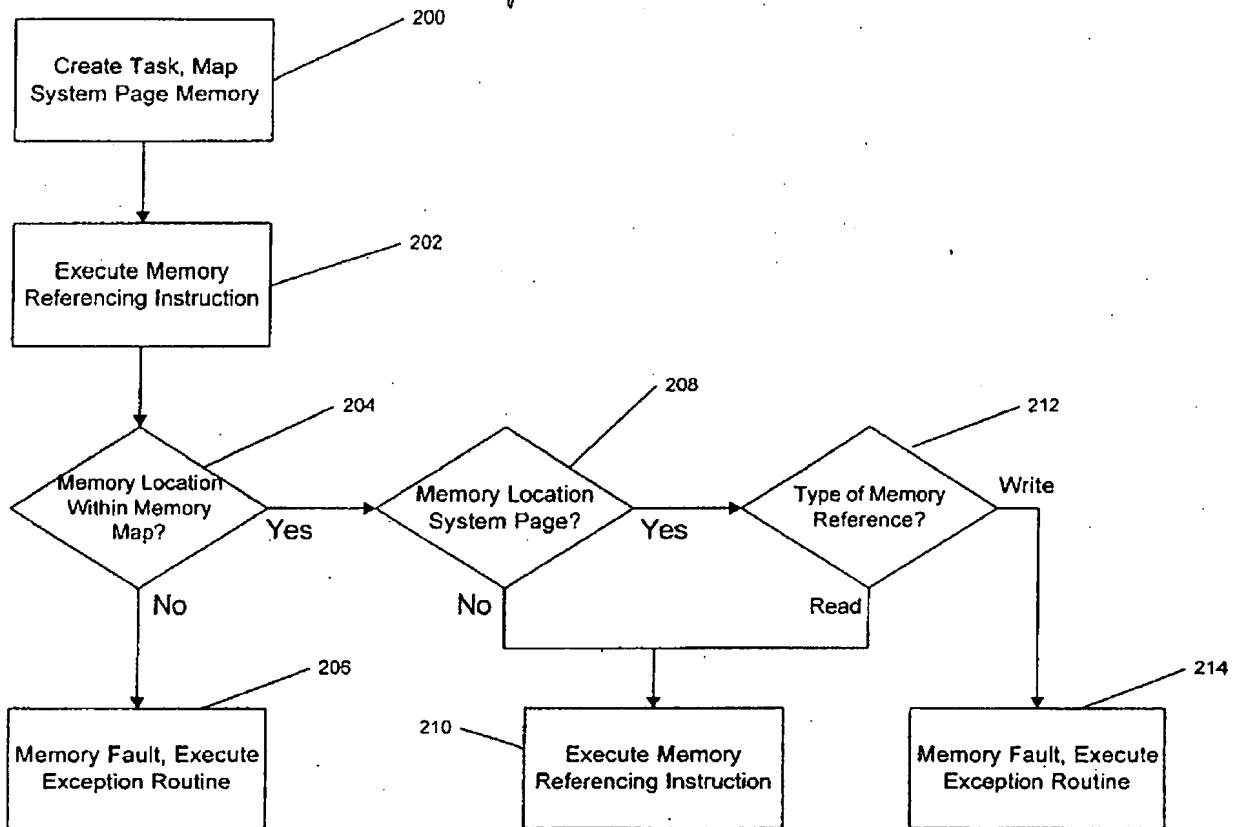 200
Create Task, Map
System Page Memory
202
Execute Memory
Referencing Instruction
204
Memory Location
Within Memory
Map?
Yes
No
208
Memory Location
System Page?
Yes
No
212
Type of Memory
Reference?
Write
Read
206
Memory Fault, Execute
Exception Routine
210
Execute Memory
Referencing Instruction
214
Memory Fault, Execute
Exception Routine